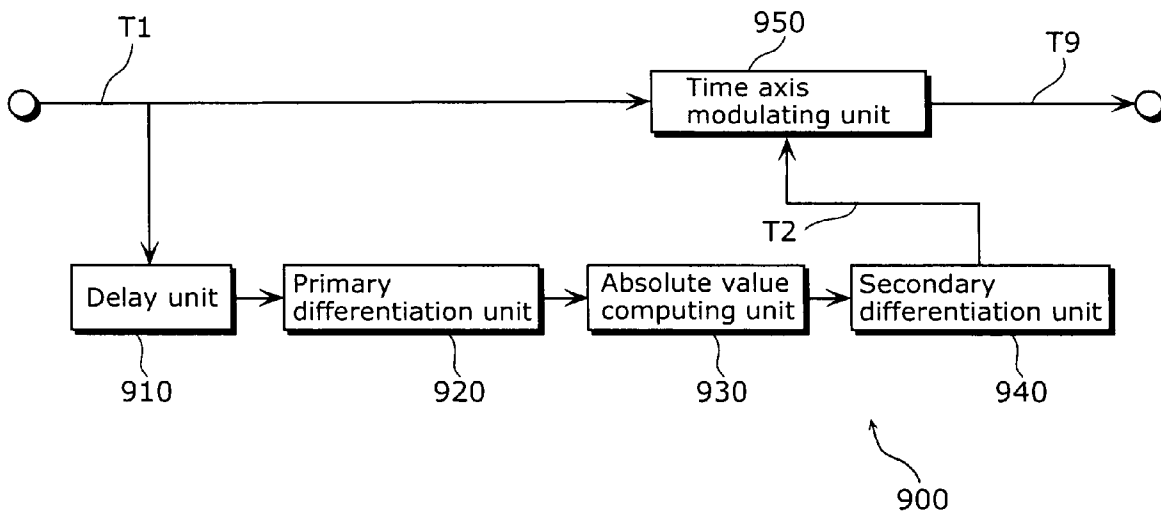 T1
950
T9
Time axis
modulating unit
T2
Delay unit
Primary
differentiation unit
Absolute value
computing unit
Secondary
differentiation unit
910
920
930
940
900